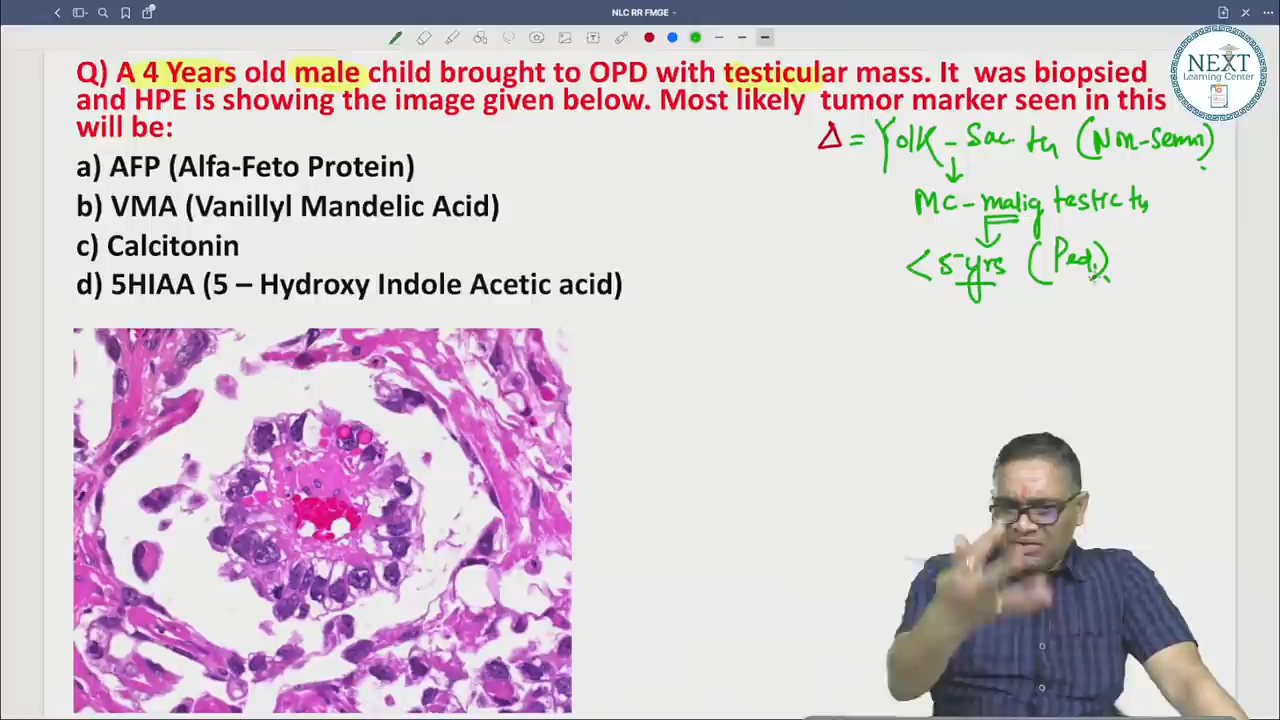 NLC RR FMGE
NEXT
Learning Center
Q) A 4 Years old male child brought to OPD with testicular mass. It was biopsied
and HPE is showing the image given below. Most likely tumor marker seen in this
will be:
Δ = Yolk - Sac tu (Non-Semi)
a) AFP (Alfa-Feto Protein)
MC - malig testic tu
b) VMA (Vanillyl Mandelic Acid)
c) Calcitonin
< 5 yrs (Ped.)
d) 5HIAA (5 – Hydroxy Indole Acetic acid)